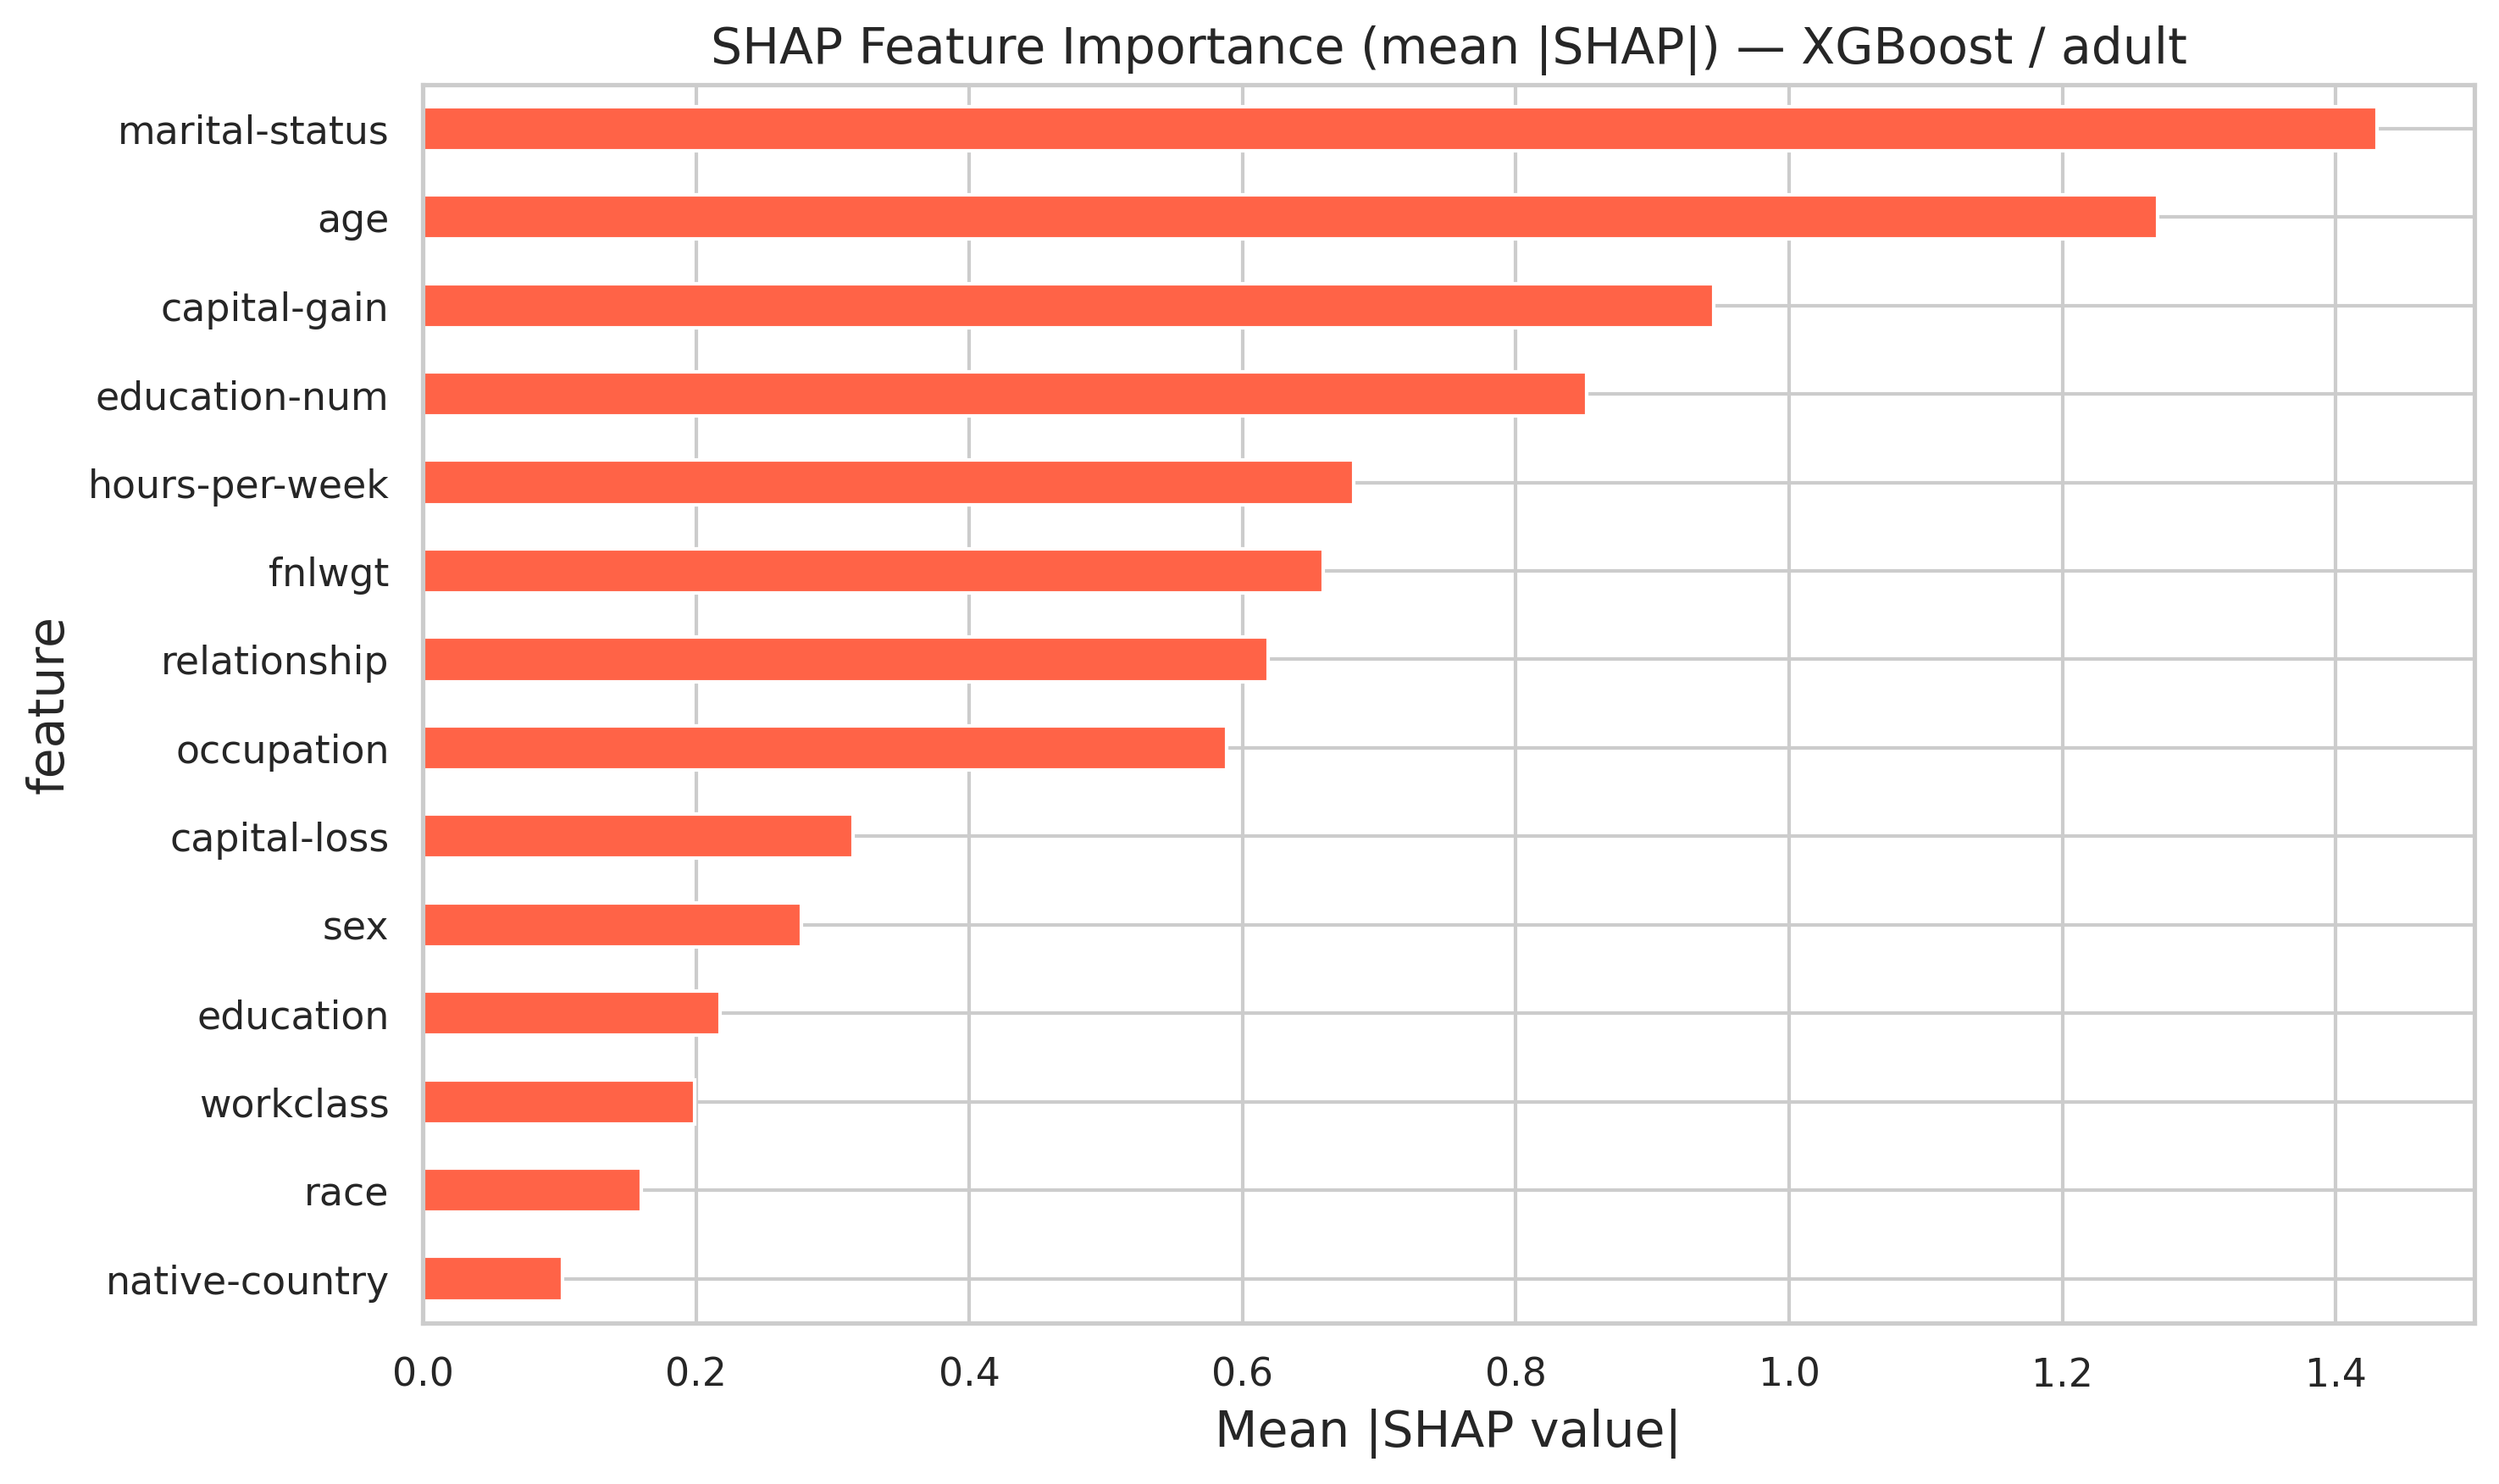 SHAP Feature Importance (mean |SHAP|) — XGBoost / adult
marital-status
age
capital-gain
education-num
hours-per-week
fnlwgt
relationship
occupation
capital-loss
sex
education
workclass
race
native-country
feature
0.0 0.2 0.4 0.6 0.8 1.0 1.2 1.4
Mean |SHAP value|